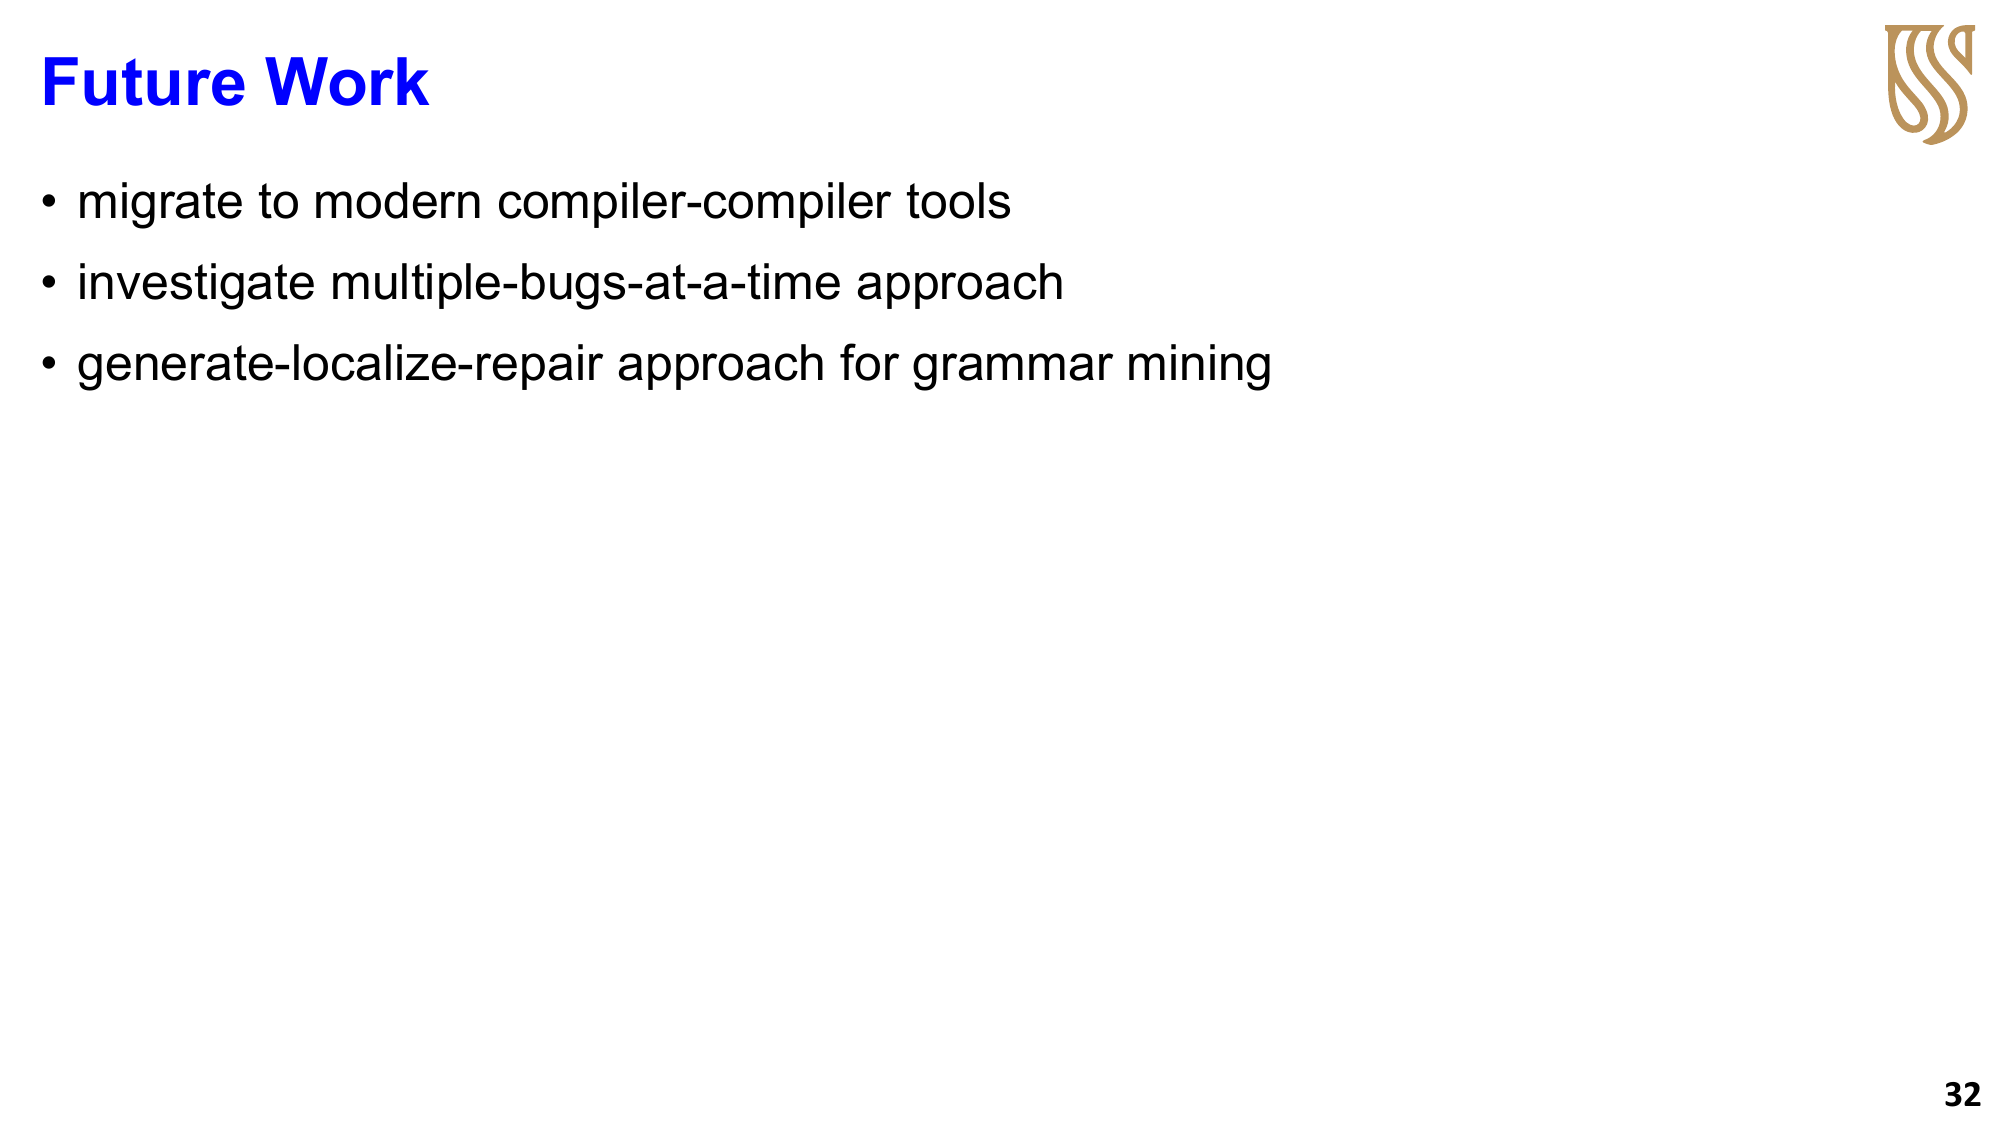 Future Work
• migrate to modern compiler-compiler tools
• investigate multiple-bugs-at-a-time approach
• generate-localize-repair approach for grammar mining
32